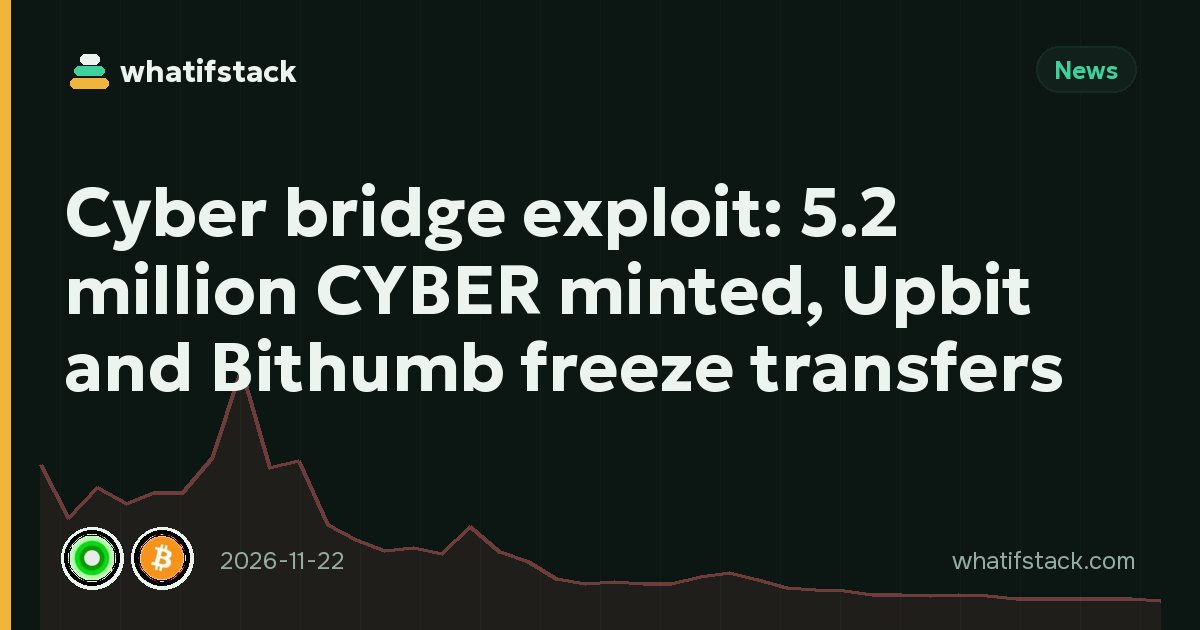 whatifstack
News
Cyber bridge exploit: 5.2
million CYBER minted, Upbit
and Bithumb freeze transfers
2026-11-22
whatifstack.com